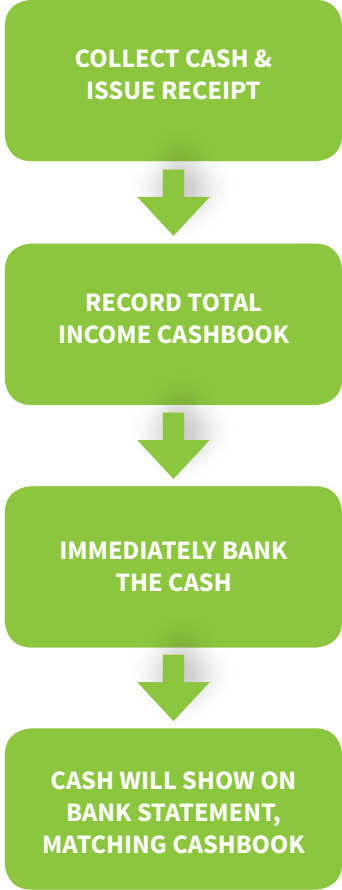 COLLECT CASH &
ISSUE RECEIPT
RECORD TOTAL
INCOME CASHBOOK
IMMEDIATELY BANK
THE CASH
CASH WILL SHOW ON
BANK STATEMENT,
MATCHING CASHBOOK